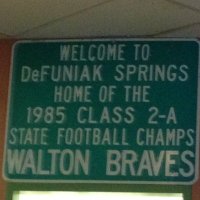 WELCOME TO
DeFUNIAK SPRINGS
HOME OF THE
1985 CLASS 2-A
STATE FOOTBALL CHAMPS
WALTON BRAVES